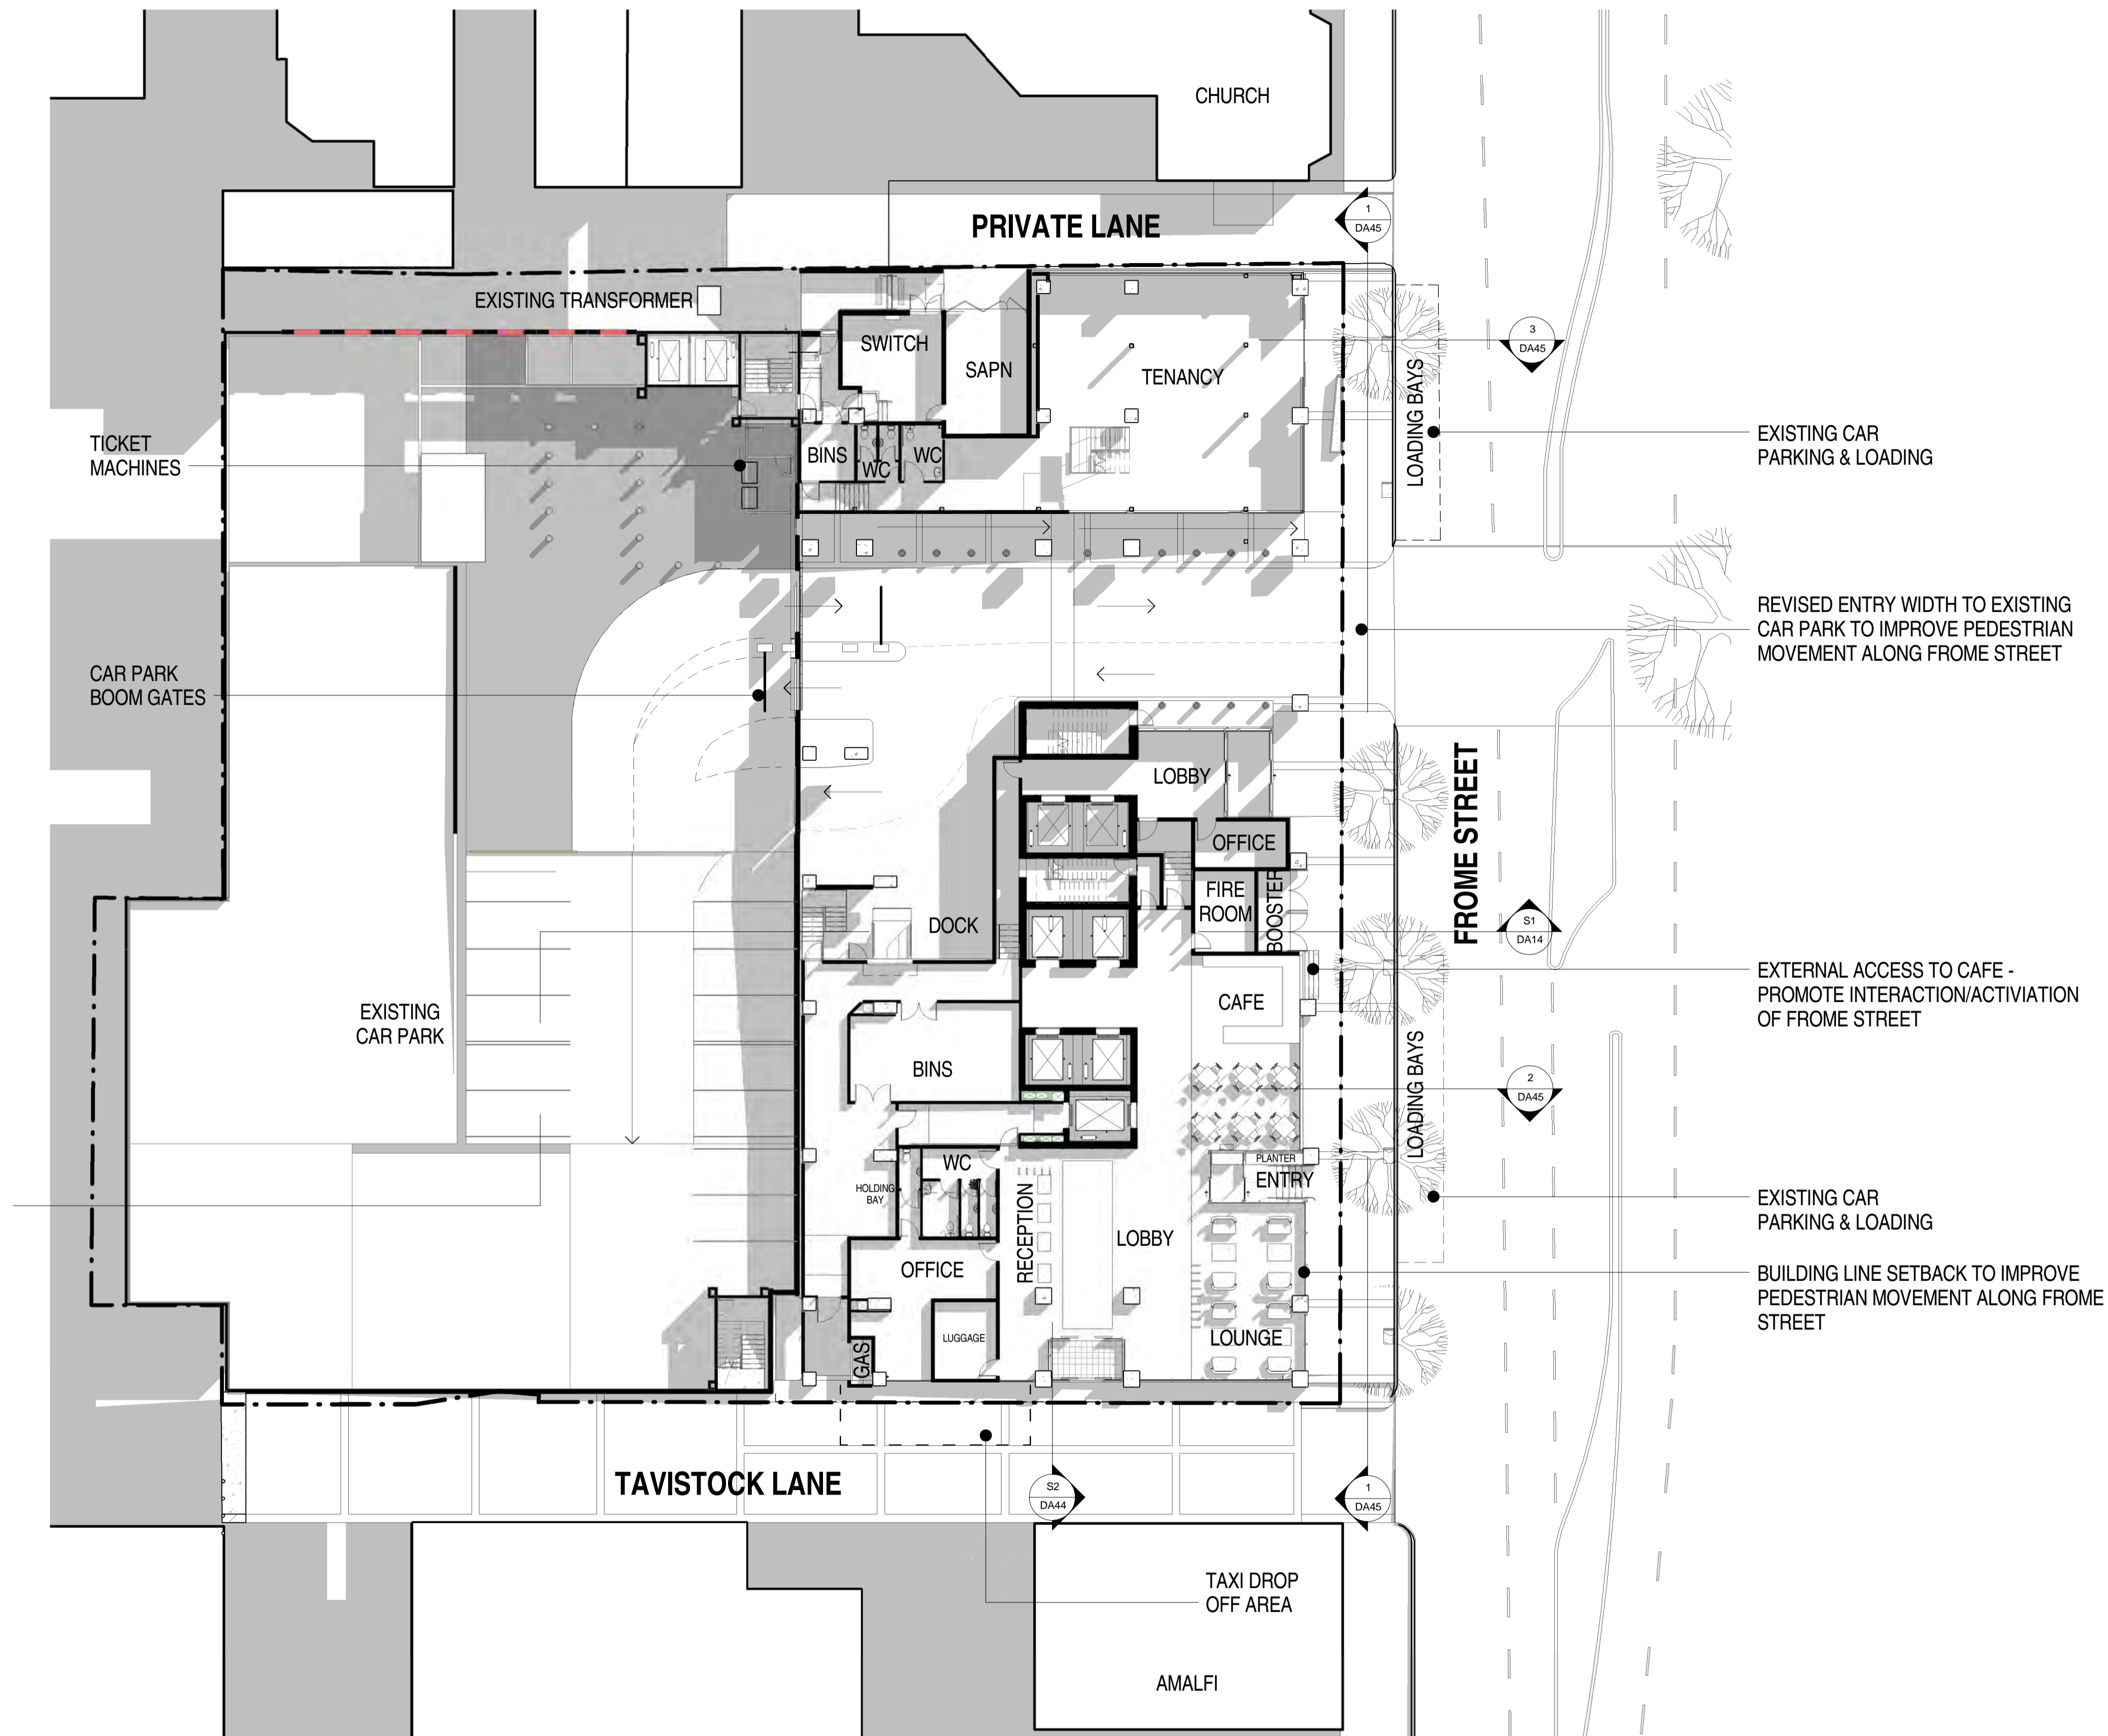 CHURCH
PRIVATE LANE
1
DA45
EXISTING TRANSFORMER
SWITCH
SAPN
TENANCY
3
DA45
LOADING BAYS
TICKET
MACHINES
BINS
WC
WC
EXISTING CAR
PARKING & LOADING
REVISED ENTRY WIDTH TO EXISTING
CAR PARK TO IMPROVE PEDESTRIAN
MOVEMENT ALONG FROME STREET
CAR PARK
BOOM GATES
LOBBY
FROME STREET
OFFICE
FIRE
ROOM
BOOSTER
DOCK
S1
DA14
EXTERNAL ACCESS TO CAFE -
PROMOTE INTERACTION/ACTIVIATION
OF FROME STREET
CAFE
EXISTING
CAR PARK
BINS
LOADING BAYS
2
DA45
WC
PLANTER
ENTRY
HOLDING
BAY
RECEPTION
LOBBY
EXISTING CAR
PARKING & LOADING
OFFICE
BUILDING LINE SETBACK TO IMPROVE
PEDESTRIAN MOVEMENT ALONG FROME
STREET
LUGGAGE
LOUNGE
GAS
TAVISTOCK LANE
S2
DA44
1
DA45
TAXI DROP
OFF AREA
AMALFI